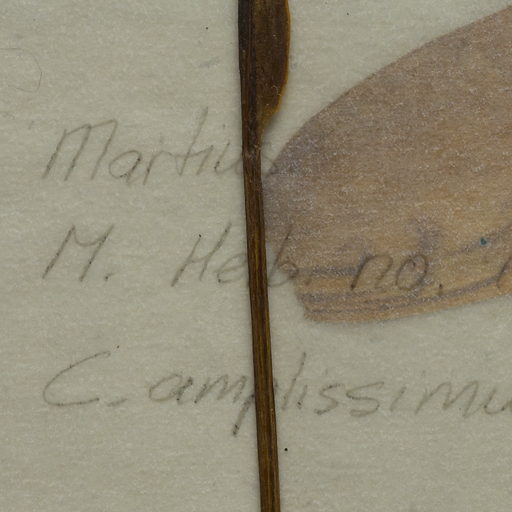 Martius
M. Herb. no.
C. amplissimu